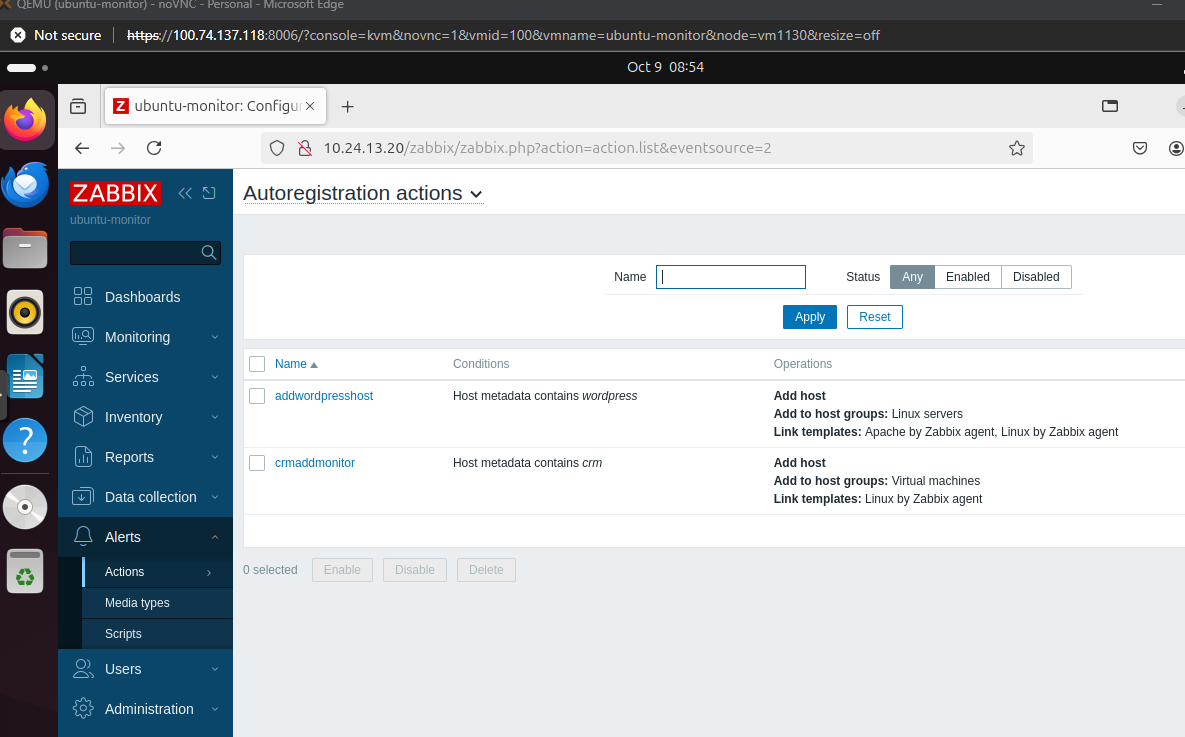 QEMU (ubuntu-monitor) - noVNC - Personal - Microsoft Edge
Not secure https://100.74.137.118:8006/?console=kvm&novnc=1&vmid=100&vmname=ubuntu-monitor&node=vm1130&resize=off
Oct 9 08:54
Z ubuntu-monitor: Configu
10.24.13.20/zabbix/zabbix.php?action=action.list&eventsource=2
ZABBIX
ubuntu-monitor
Dashboards
Monitoring
Services
Inventory
Reports
Data collection
Alerts
Actions
Media types
Scripts
Users
Administration
Autoregistration actions
Name Status Any Enabled Disabled
Apply Reset
Name Conditions Operations
addwordpresshost Host metadata contains wordpress Add host
Add to host groups: Linux servers
Link templates: Apache by Zabbix agent, Linux by Zabbix agent
crmaddmonitor Host metadata contains crm Add host
Add to host groups: Virtual machines
Link templates: Linux by Zabbix agent
0 selected Enable Disable Delete